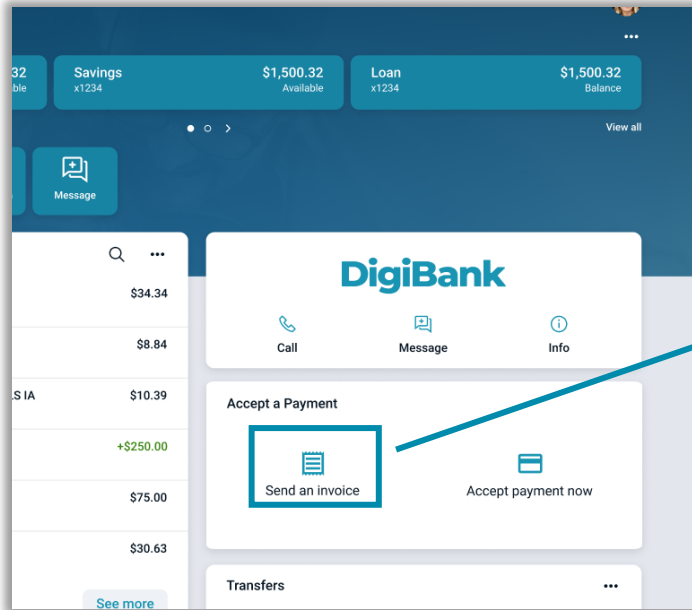 32
Savings
$1,500.32
Loan
$1,500.32
ble
x1234
Available
x1234
Balance
View all
Message
$34.34
$8.84
S IA
$10.39
+$250.00
$75.00
$30.63
See more
DigiBank
Call
Message
Info
Accept a Payment
Send an invoice
Accept payment now
Transfers